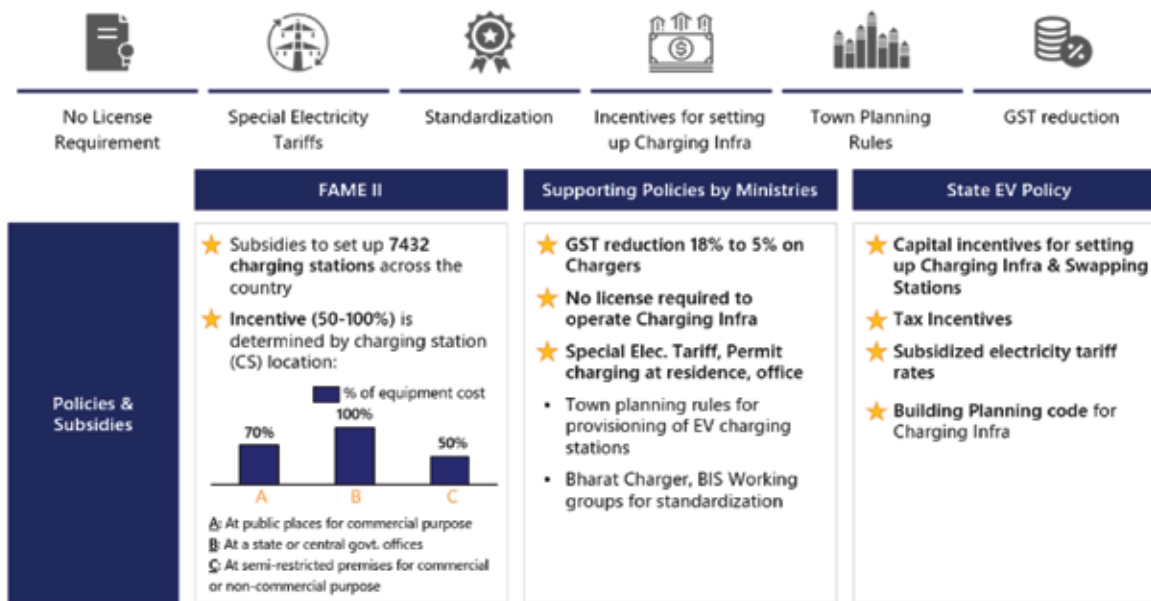 No License
Requirement
Special Electricity
Tariffs
Standardization
Incentives for setting
up Charging Infra
Town Planning
Rules
GST reduction
FAME II
Supporting Policies by Ministries
State EV Policy
Policies &
Subsidies
Subsidies to set up 7432
charging stations across the
country
Incentive (50-100%) is
determined by charging station
(CS) location:
% of equipment cost
70%
100%
50%
A
B
C
A: At public places for commercial purpose
B: At a state or central govt. offices
C: At semi-restricted premises for commercial
or non-commercial purpose
GST reduction 18% to 5% on
Chargers
No license required to
operate Charging Infra
Special Elec. Tariff, Permit
charging at residence, office
• Town planning rules for
provisioning of EV charging
stations
• Bharat Charger, BIS Working
groups for standardization
Capital incentives for setting
up Charging Infra & Swapping
Stations
Tax Incentives
Subsidized electricity tariff
rates
Building Planning code for
Charging Infra